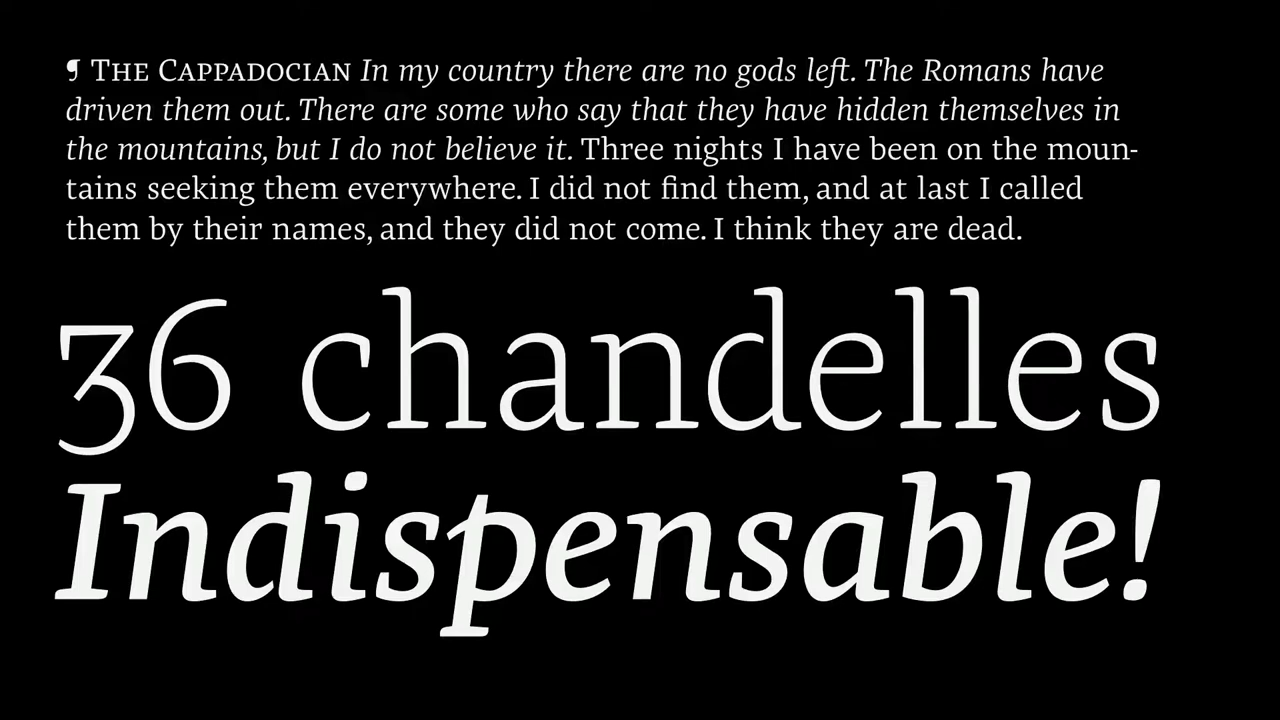 ¶ The Cappadocian In my country there are no gods left. The Romans have
driven them out. There are some who say that they have hidden themselves in
the mountains, but I do not believe it. Three nights I have been on the moun-
tains seeking them everywhere. I did not find them, and at last I called
them by their names, and they did not come. I think they are dead.
36 chandelles
Indispensable!